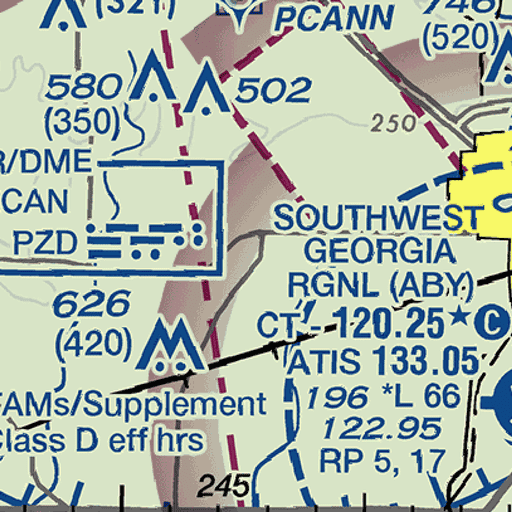 (321)
PCANN
746
(520)
580
(350)
502
250
R/DME
CAN
PZD
SOUTHWEST
GEORGIA
RGNL (ABY)
CT - 120.25 * C
ATIS 133.05
196 *L 66
122.95
RP 5, 17
626
(420)
FAMs/Supplement
Class D eff hrs
245